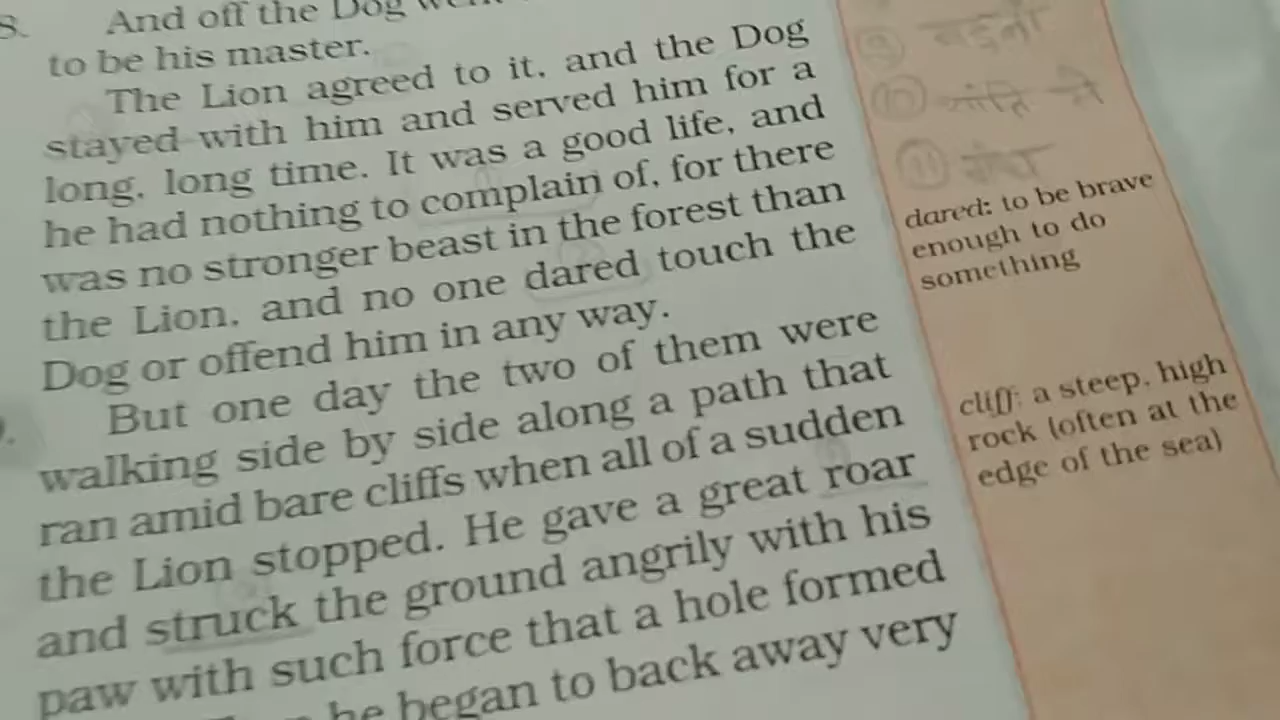 8. And off the Dog went
to be his master.
The Lion agreed to it, and the Dog
stayed with him and served him for a
long, long time. It was a good life, and
he had nothing to complain of, for there
was no stronger beast in the forest than
the Lion, and no one dared touch the
Dog or offend him in any way.
But one day the two of them were
walking side by side along a path that
ran amid bare cliffs when all of a sudden
the Lion stopped. He gave a great roar
and struck the ground angrily with his
paw with such force that a hole formed
he began to back away very
dared: to be brave
enough to do
something
cliff: a steep, high
rock (often at the
edge of the sea)